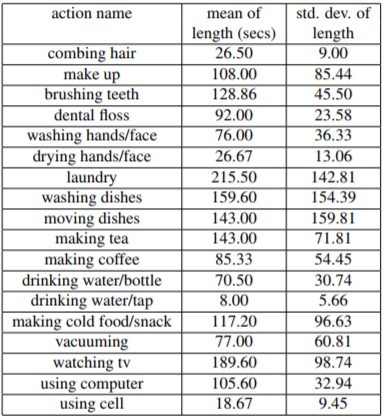 action name mean of std. dev. of
length (secs) length
combing hair 26.50 9.00
make up 108.00 85.44
brushing teeth 128.86 45.50
dental floss 92.00 23.58
washing hands/face 76.00 36.33
drying hands/face 26.67 13.06
laundry 215.50 142.81
washing dishes 159.60 154.39
moving dishes 143.00 159.81
making tea 143.00 71.81
making coffee 85.33 54.45
drinking water/bottle 70.50 30.74
drinking water/tap 8.00 5.66
making cold food/snack 117.20 96.63
vacuuming 77.00 60.81
watching tv 189.60 98.74
using computer 105.60 32.94
using cell 18.67 9.45